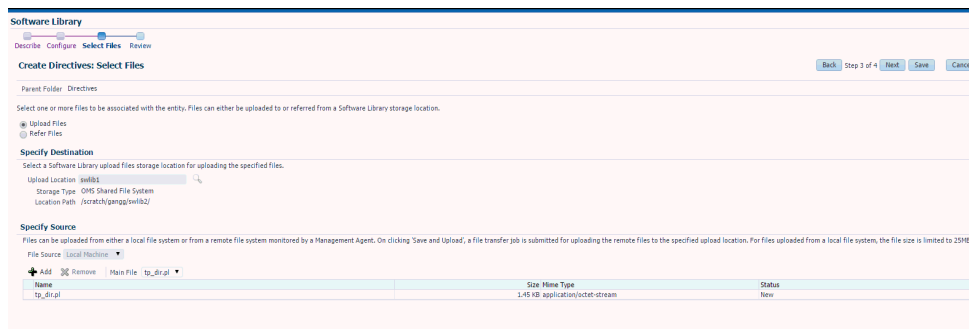 Software Library
Describe Configure Select Files Review
Create Directives: Select Files
Back Step 3 of 4 Next Save Cance
Parent Folder Directives
Select one or more files to be associated with the entity. Files can either be uploaded to or referred from a Software Library storage location.
Upload Files
Refer Files
Specify Destination
Select a Software Library upload files storage location for uploading the specified files.
Upload Location swlib1
Storage Type OMS Shared File System
Location Path /scratch/gangg/swlib2/
Specify Source
Files can be uploaded from either a local file system or from a remote file system monitored by a Management Agent. On clicking 'Save and Upload', a file transfer job is submitted for uploading the remote files to the specified upload location. For files uploaded from a local file system, the file size is limited to 25MB
File Source Local Machine
Add Remove Main File tp_dir.pl
Name Size Mime Type Status
tp_dir.pl 1.45 KB application/octet-stream New